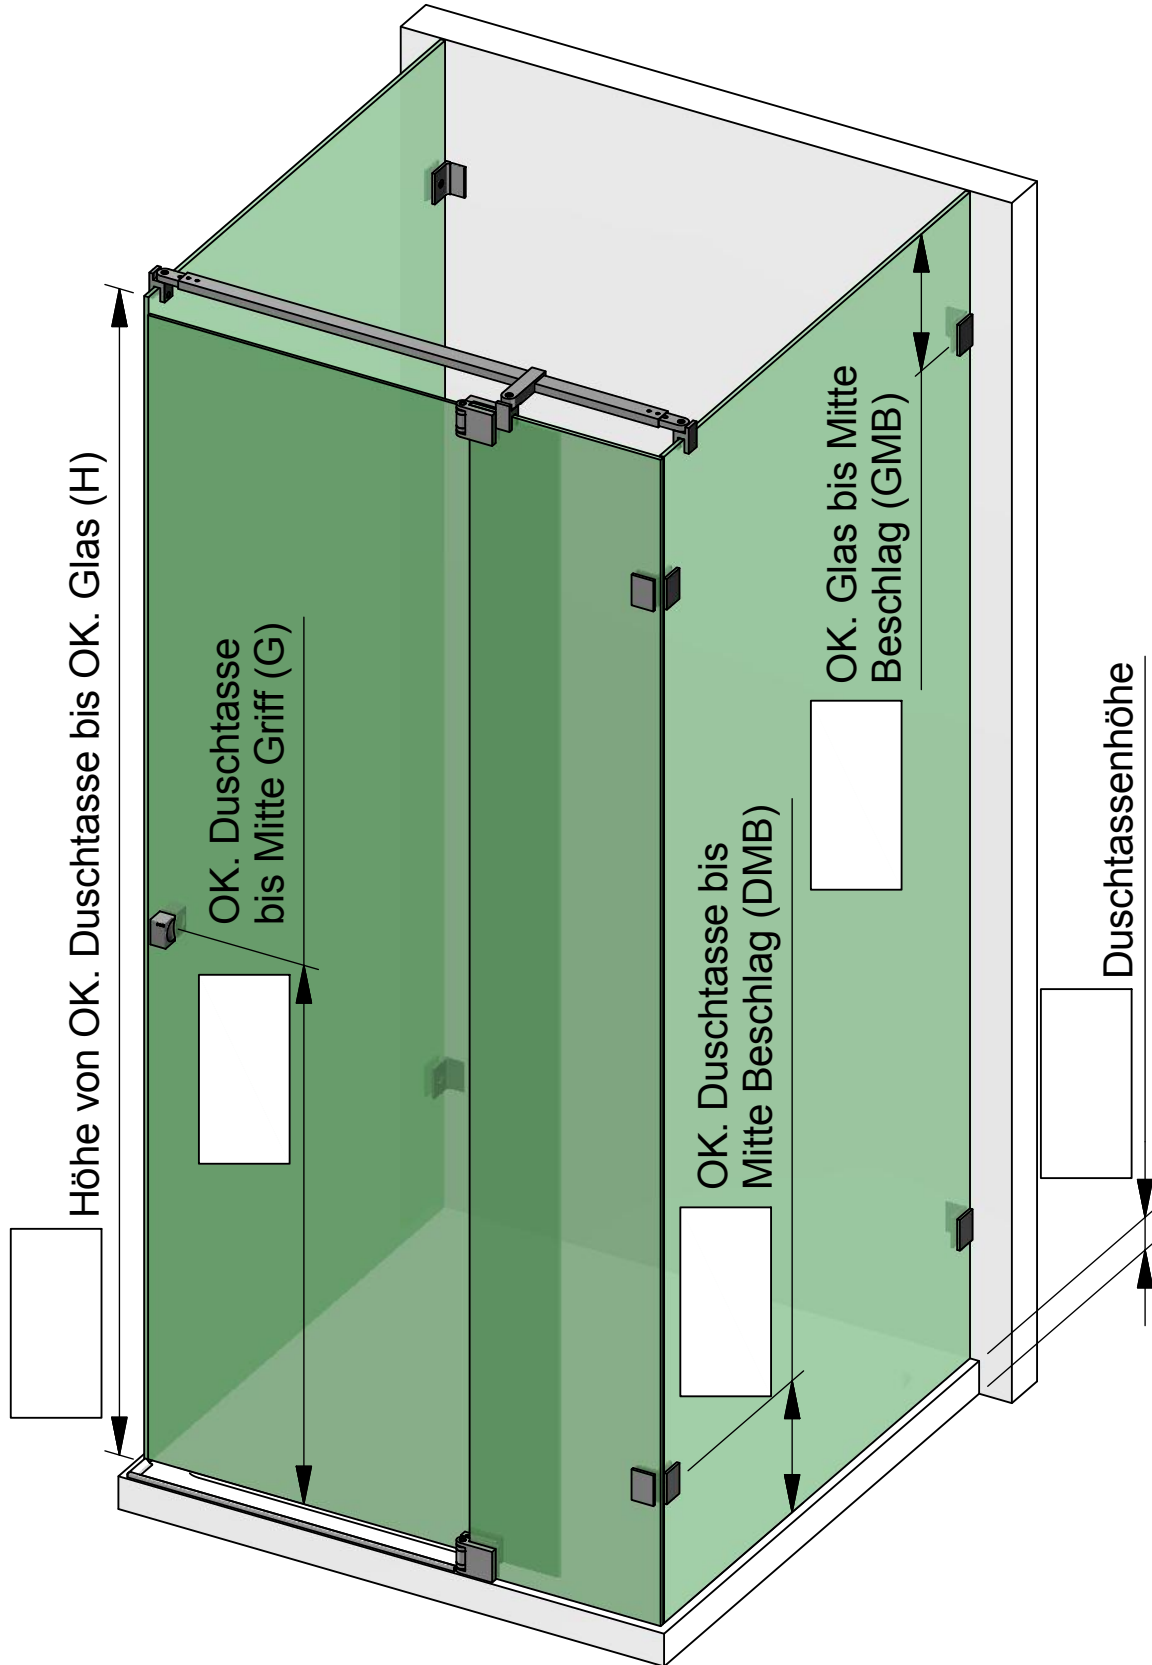 Höhe von OK. Duschtasse bis OK. Glas (H)
OK. Duschtasse
bis Mitte Griff (G)
OK. Duschtasse bis
Mitte Beschlag (DMB)
OK. Glas bis Mitte
Beschlag (GMB)
Duschtassenhöhe